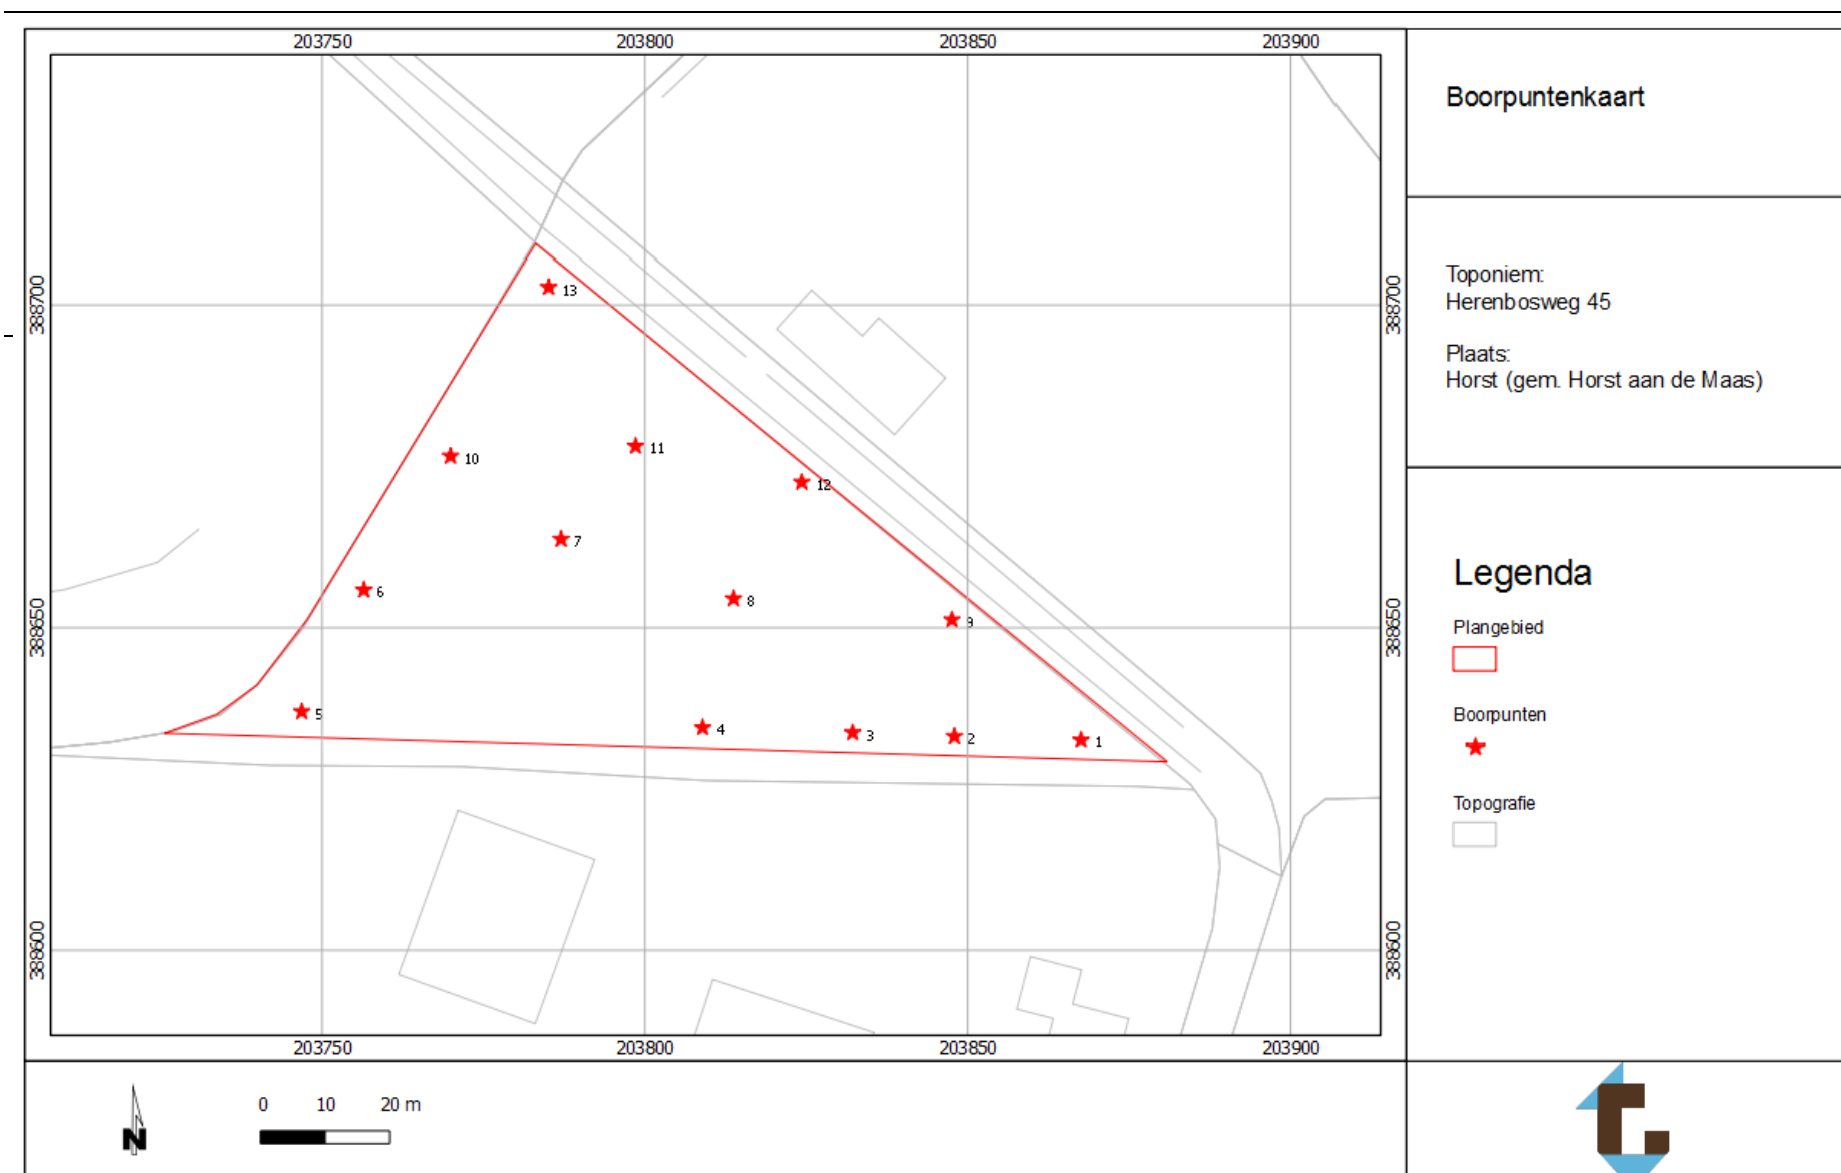 203750 203800 203850 203900
388700 388700
388650 388650
388600 388600
13
11
10
12
7
6
8
9
5
4
3
2
1
203750 203800 203850 203900
0 10 20 m
N
Boorpuntenkaart
Toponiem:
Herenbosweg 45
Plaats:
Horst (gem. Horst aan de Maas)
Legenda
Plangebied
Boorpunten
Topografie